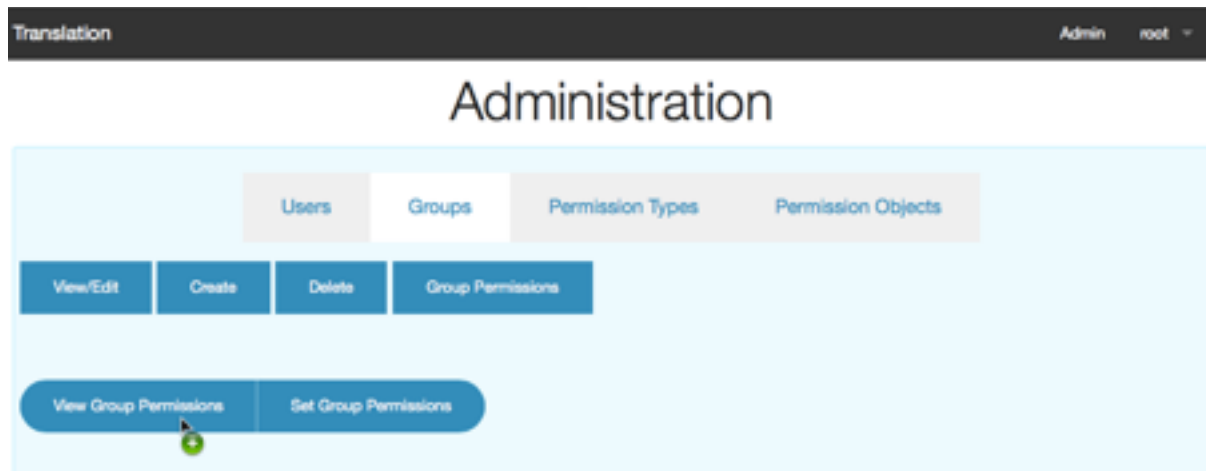 Translation Admin root
Administration
Users Groups Permission Types Permission Objects
View/Edit Create Delete Group Permissions
View Group Permissions Set Group Permissions